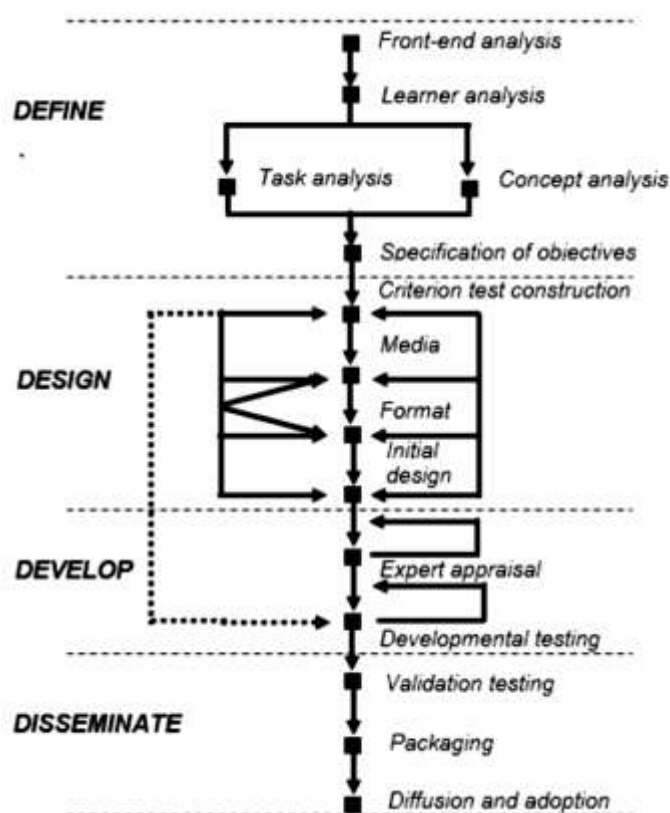 Front-end analysis
Learner analysis
DEFINE
Task analysis
Concept analysis
Specification of objectives
Criterion test construction
Media
DESIGN
Format
Initial
design
DEVELOP
Expert appraisal
Developmental testing
Validation testing
DISSEMINATE
Packaging
Diffusion and adoption